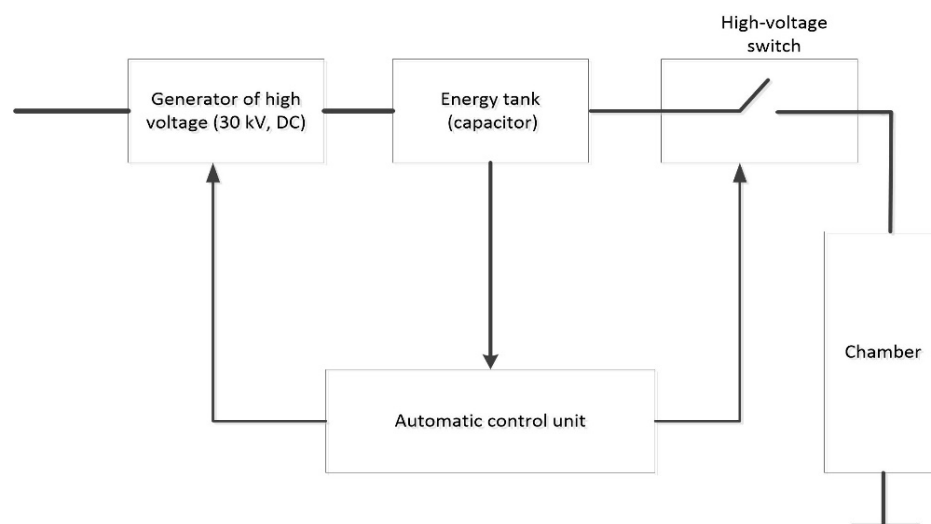 High-voltage
switch
Generator of high
voltage (30 kV, DC)
Energy tank
(capacitor)
Chamber
Automatic control unit